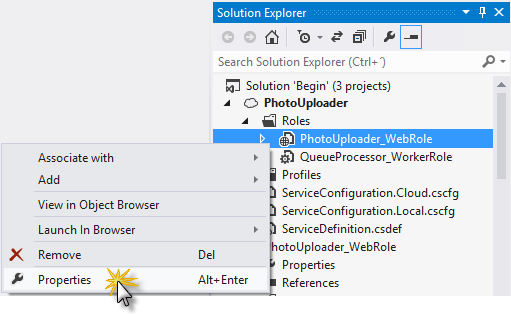 Solution Explorer
Search Solution Explorer (Ctrl+´)
Solution 'Begin' (3 projects)
PhotoUploader
Roles
PhotoUploader_WebRole
QueueProcessor_WorkerRole
Profiles
ServiceConfiguration.Cloud.cscfg
ServiceConfiguration.Local.cscfg
ServiceDefinition.csdef
hotoUploader_WebRole
Properties
References
Associate with
Add
View in Object Browser
Launch In Browser
Remove Del
Properties Alt+Enter